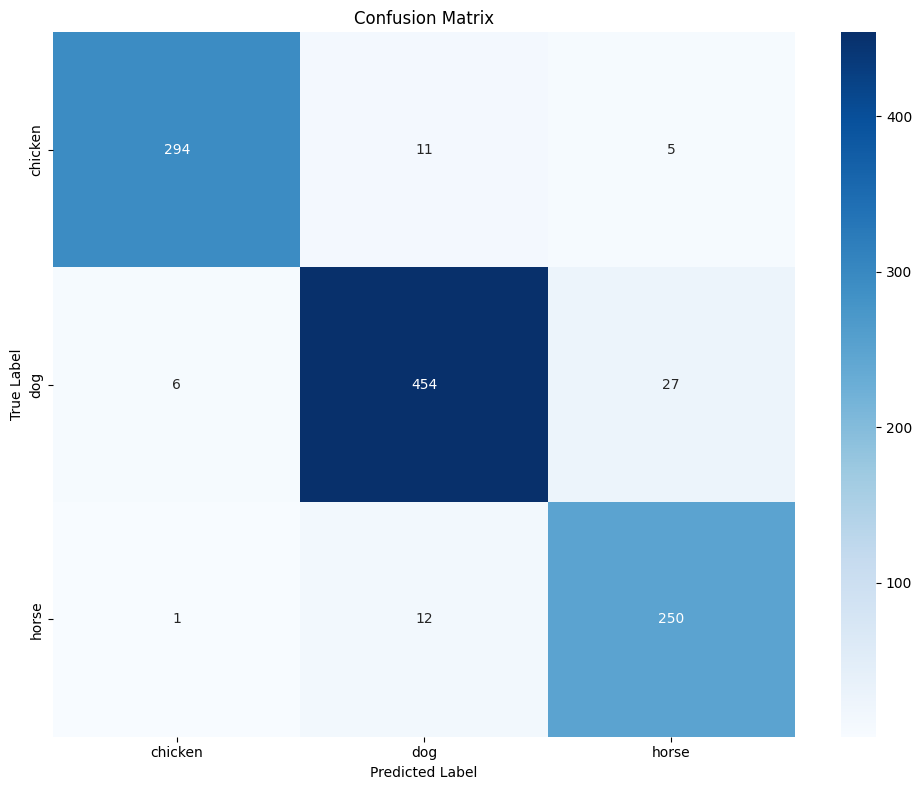 Confusion Matrix
True Label
chicken
294
11
5
dog
6
454
27
horse
1
12
250
chicken
dog
horse
Predicted Label
400
300
200
100